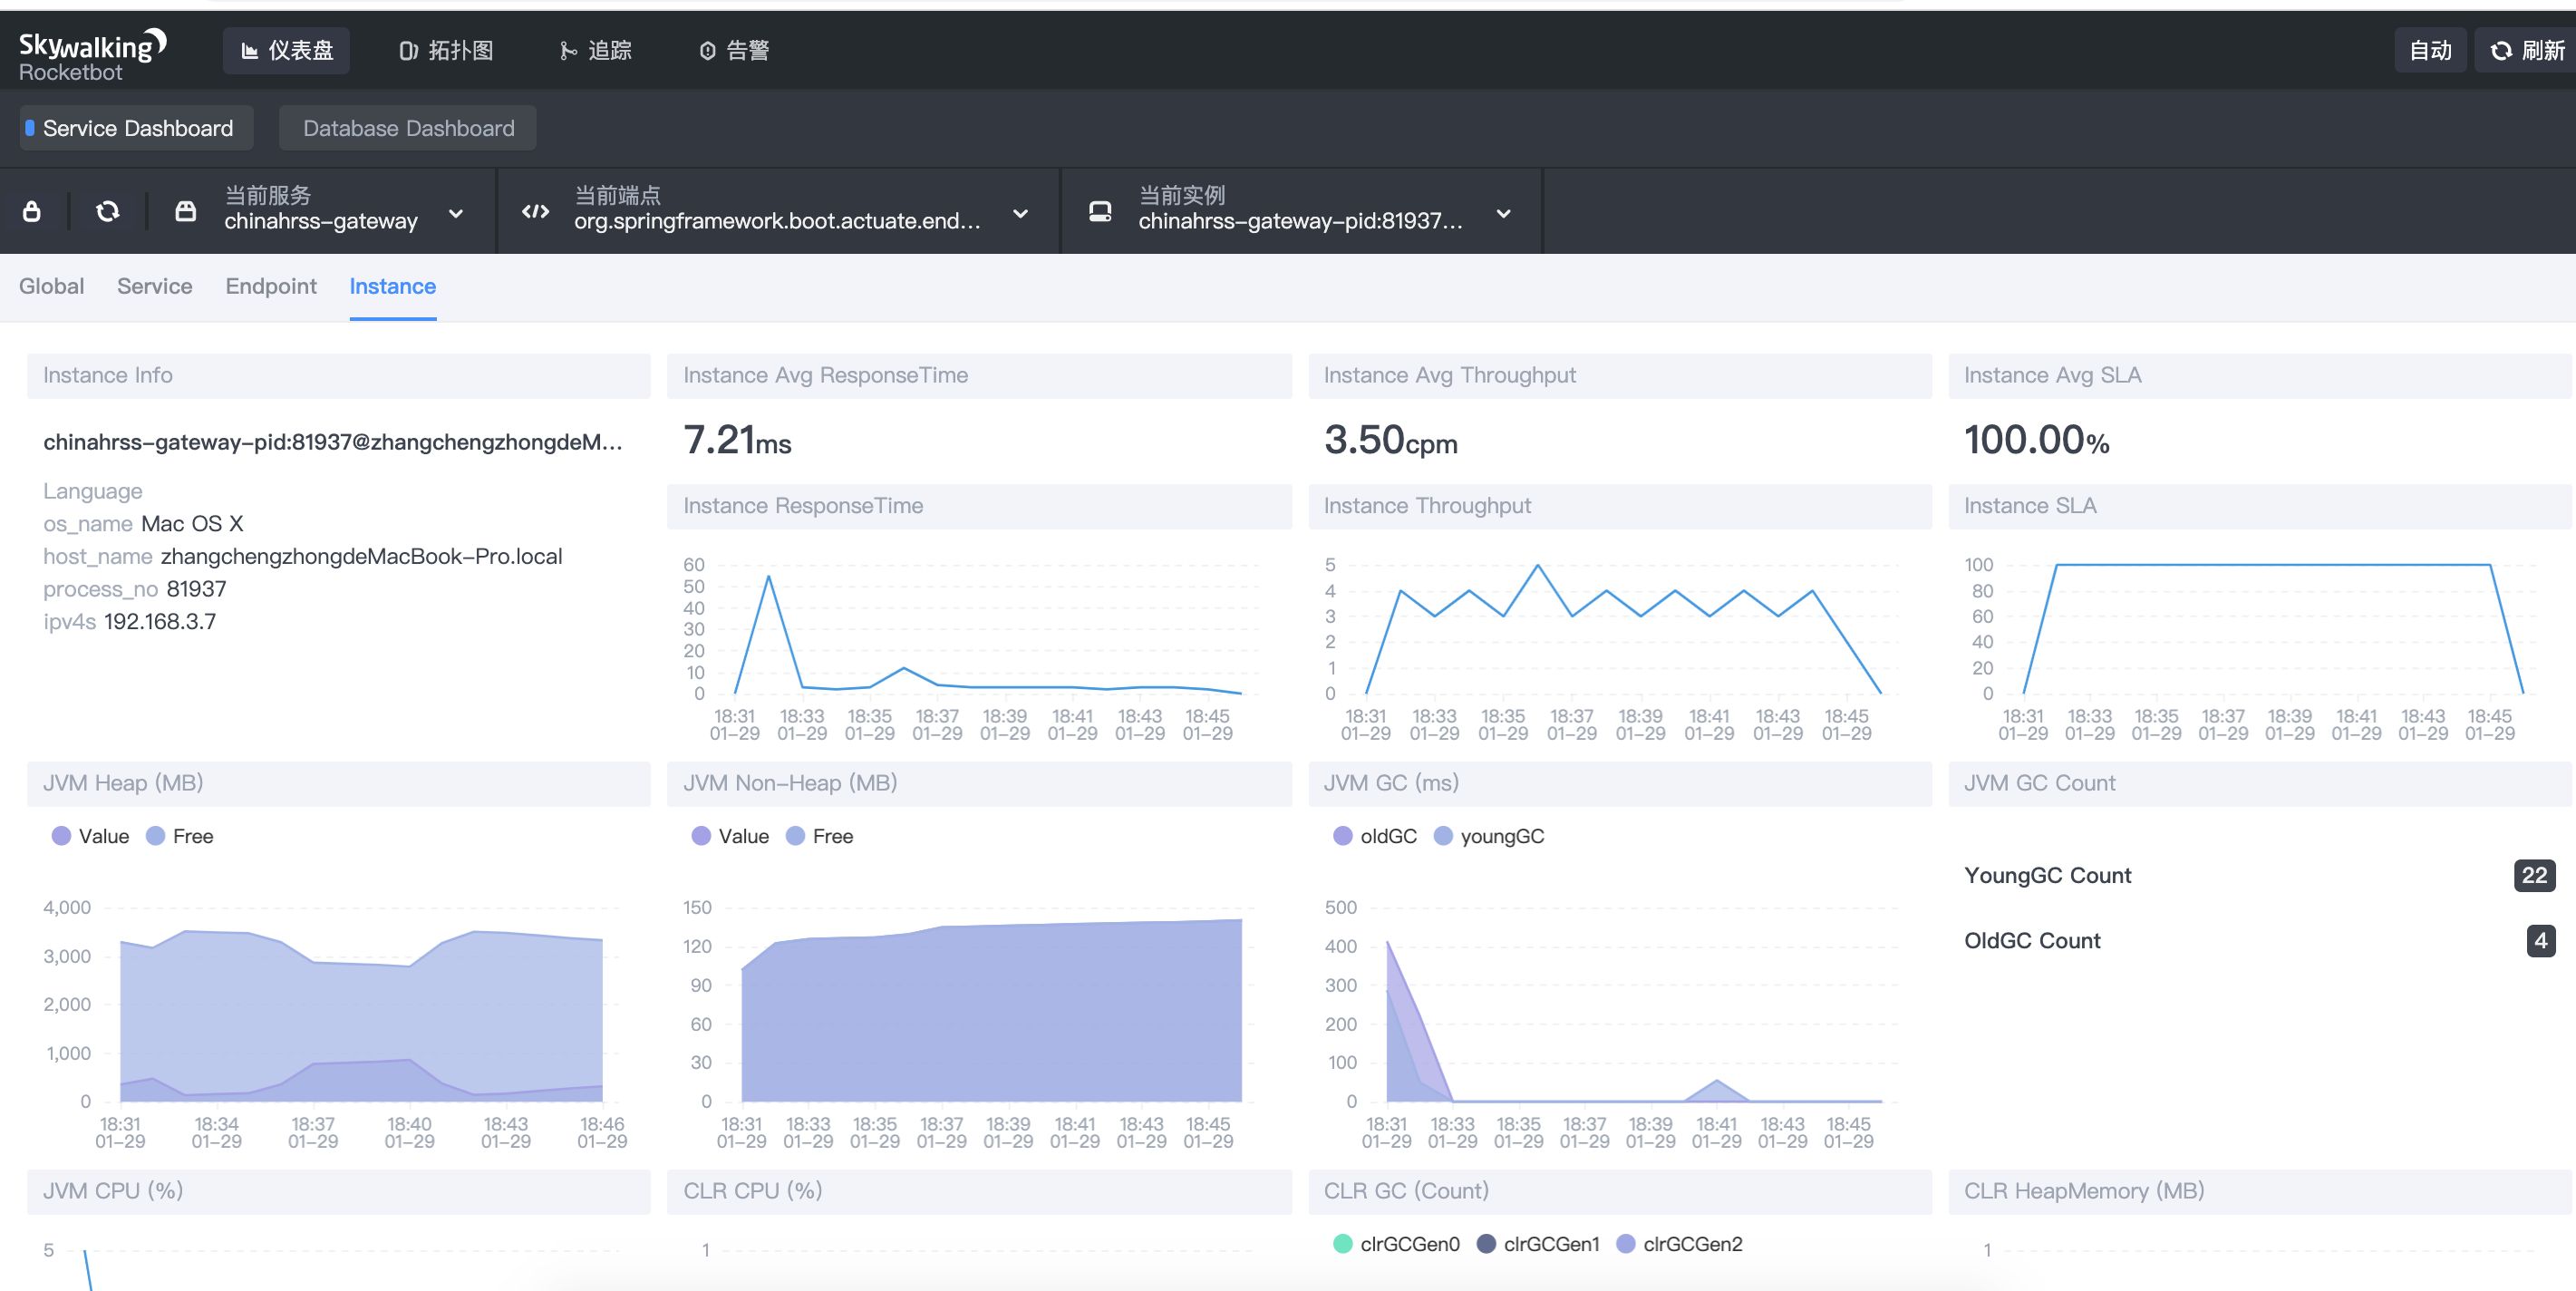 Skywalking
Rocketbot
仪表盘
拓扑图
追踪
告警
自动
刷新
Service Dashboard
Database Dashboard
当前服务
chinahrss-gateway
当前端点
org.springframework.boot.actuate.end...
当前实例
chinahrss-gateway-pid:81937...
Global
Service
Endpoint
Instance
Instance Info
chinahrss-gateway-pid:81937@zhangchengzhongdeM...
Language
os_name Mac OS X
host_name zhangchengzhongdeMacBook-Pro.local
process_no 81937
ipv4s 192.168.3.7
Instance Avg ResponseTime
7.21ms
Instance Avg Throughput
3.50cpm
Instance Avg SLA
100.00%
Instance ResponseTime
60
50
40
30
20
10
0
18:31 18:33 18:35 18:37 18:39 18:41 18:43 18:45
01-29 01-29 01-29 01-29 01-29 01-29 01-29 01-29
Instance Throughput
5
4
3
2
1
0
18:31 18:33 18:35 18:37 18:39 18:41 18:43 18:45
01-29 01-29 01-29 01-29 01-29 01-29 01-29 01-29
Instance SLA
100
80
60
40
20
0
18:31 18:33 18:35 18:37 18:39 18:41 18:43 18:45
01-29 01-29 01-29 01-29 01-29 01-29 01-29 01-29
JVM Heap (MB)
Value Free
4,000
3,000
2,000
1,000
0
18:31 18:34 18:37 18:40 18:43 18:46
01-29 01-29 01-29 01-29 01-29 01-29
JVM Non-Heap (MB)
Value Free
150
120
90
60
30
0
18:31 18:33 18:35 18:37 18:39 18:41 18:43 18:45
01-29 01-29 01-29 01-29 01-29 01-29 01-29 01-29
JVM GC (ms)
oldGC youngGC
500
400
300
200
100
0
18:31 18:33 18:35 18:37 18:39 18:41 18:43 18:45
01-29 01-29 01-29 01-29 01-29 01-29 01-29 01-29
JVM GC Count
YoungGC Count 22
OldGC Count 4
JVM CPU (%)
5
CLR CPU (%)
1
CLR GC (Count)
clrGCGen0 clrGCGen1 clrGCGen2
CLR HeapMemory (MB)
1